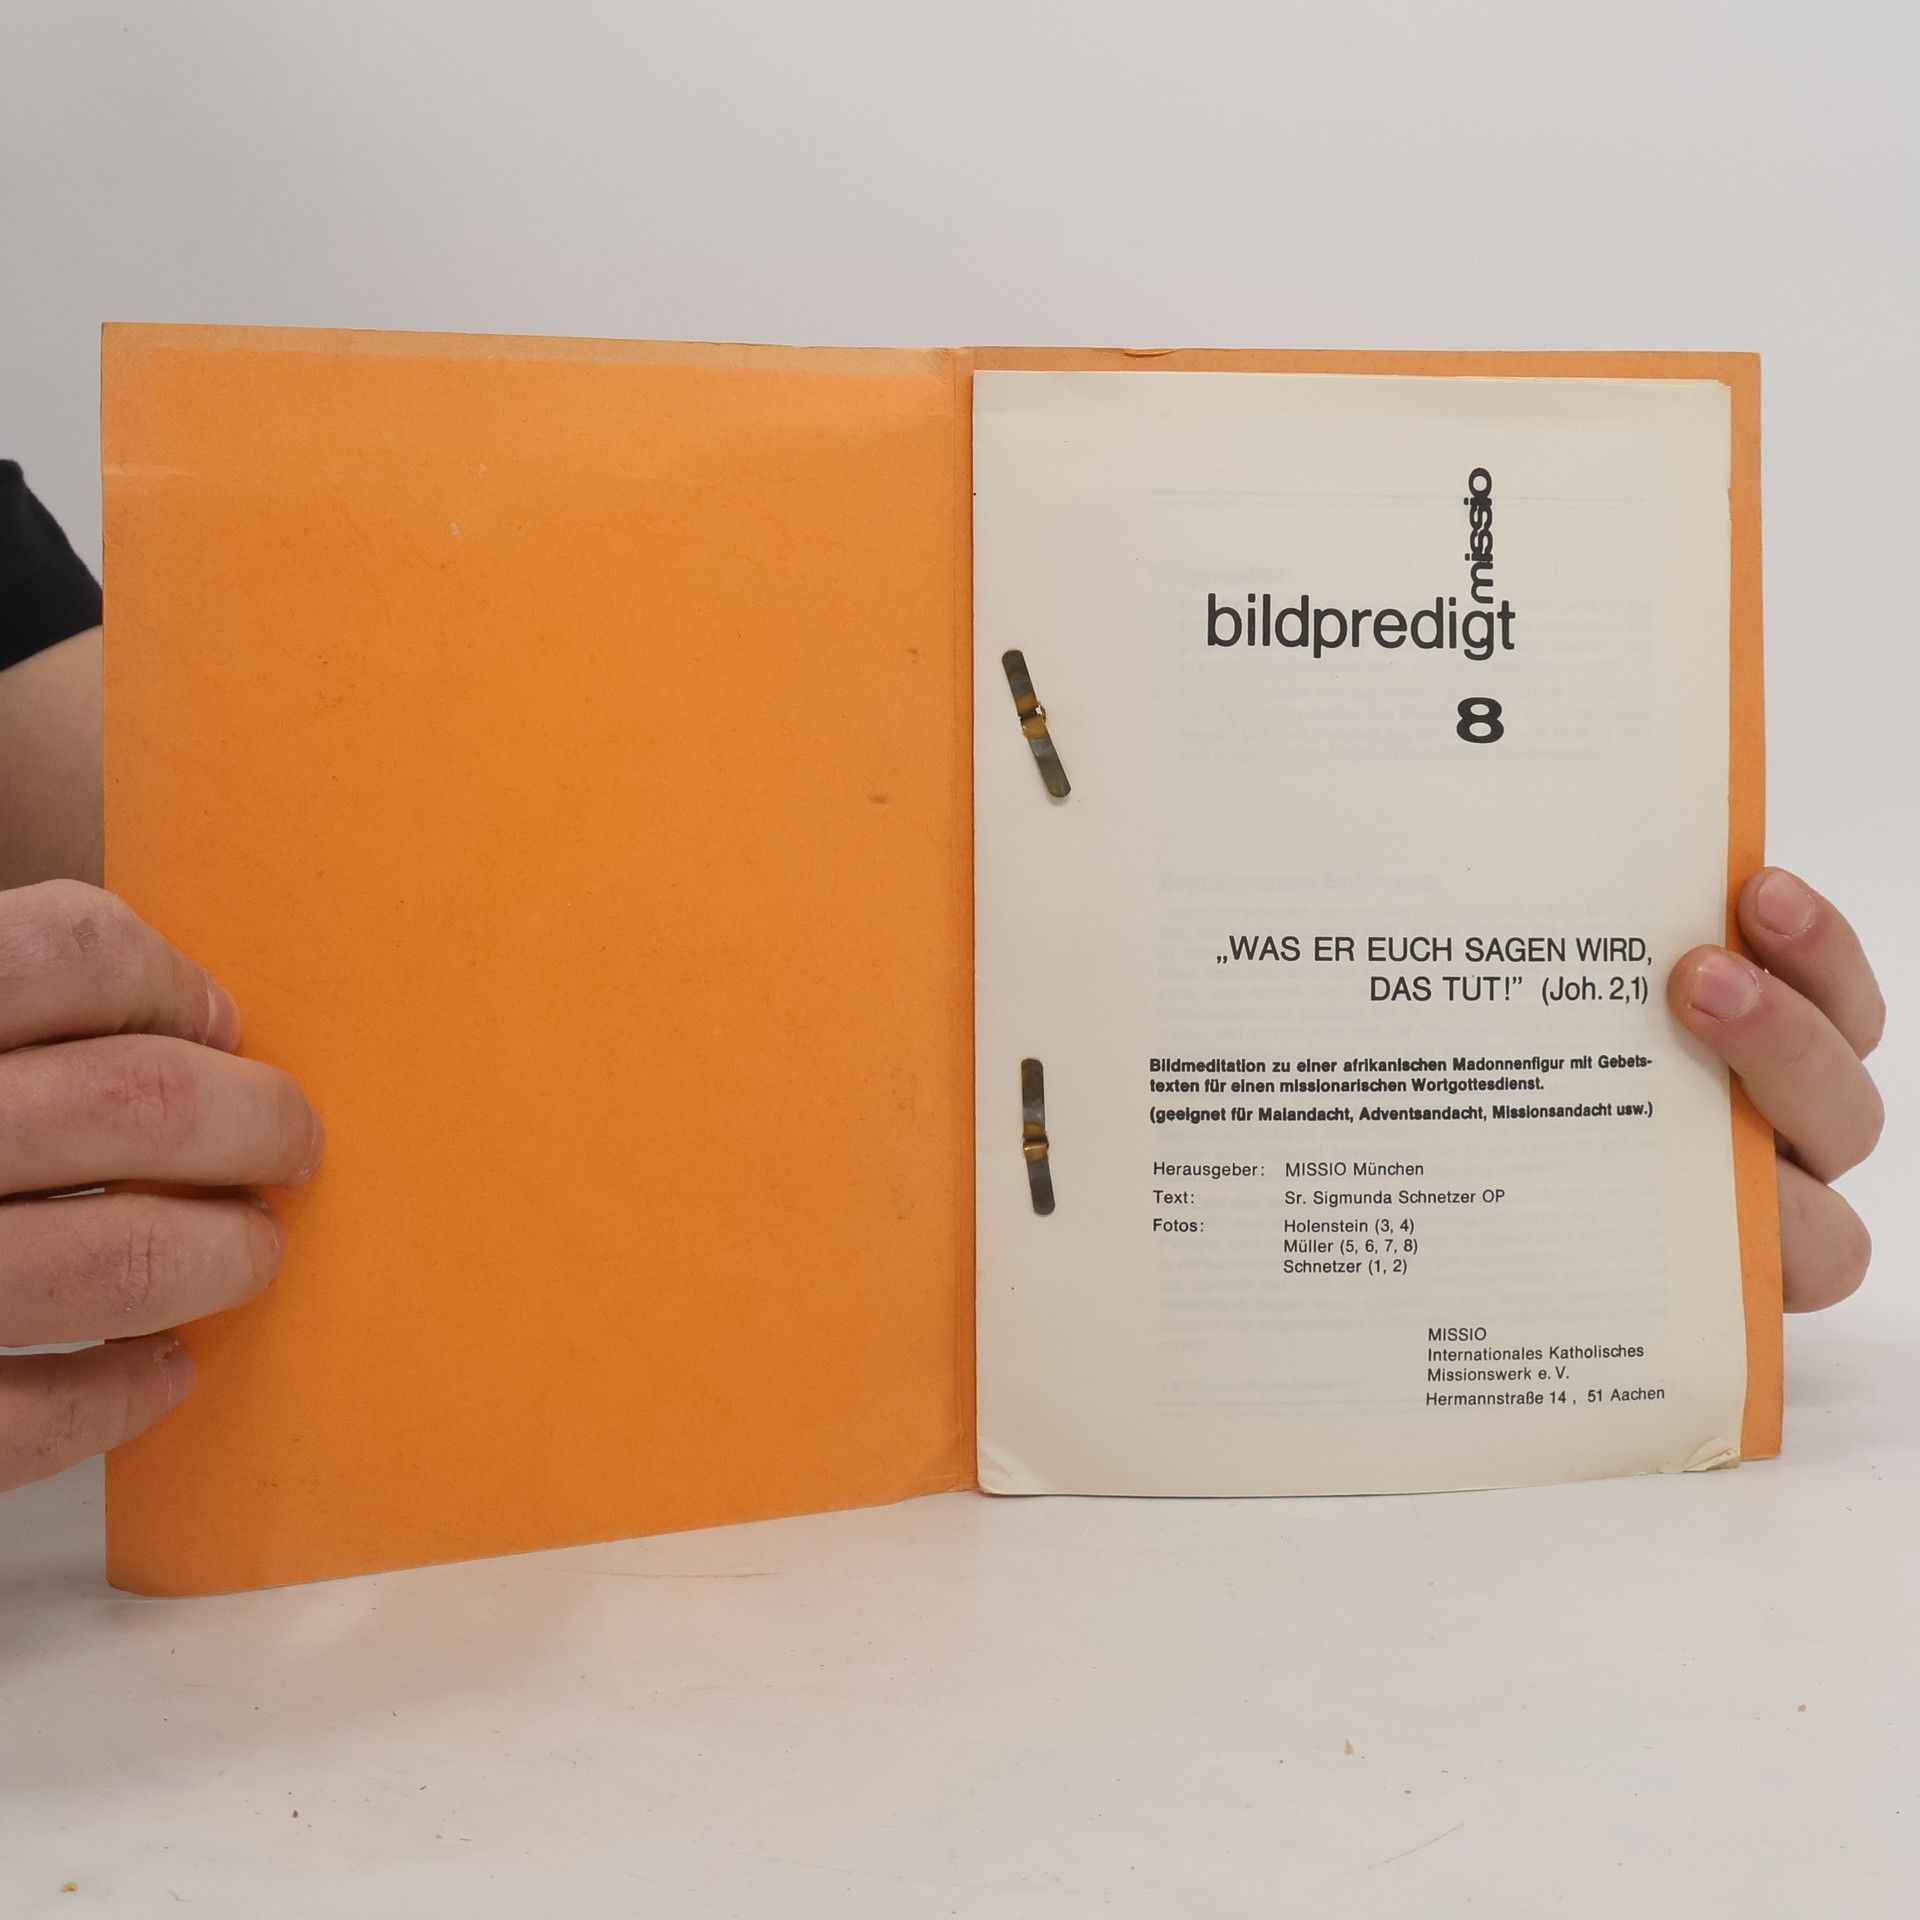 missio
bildpredigt
8
„WAS ER EUCH SAGEN WIRD,
DAS TUT!” (Joh. 2,1)
Bildmeditation zu einer afrikanischen Madonnenfigur mit Gebets-
texten für einen missionarischen Wortgottesdienst.
(geeignet für Maiandacht, Adventsandacht, Missionsandacht usw.)
Herausgeber: MISSIO München
Text: Sr. Sigmunda Schnetzer OP
Fotos: Holenstein (3, 4)
Müller (5, 6, 7, 8)
Schnetzer (1, 2)
MISSIO
Internationales Katholisches
Missionswerk e. V.
Hermannstraße 14 , 51 Aachen